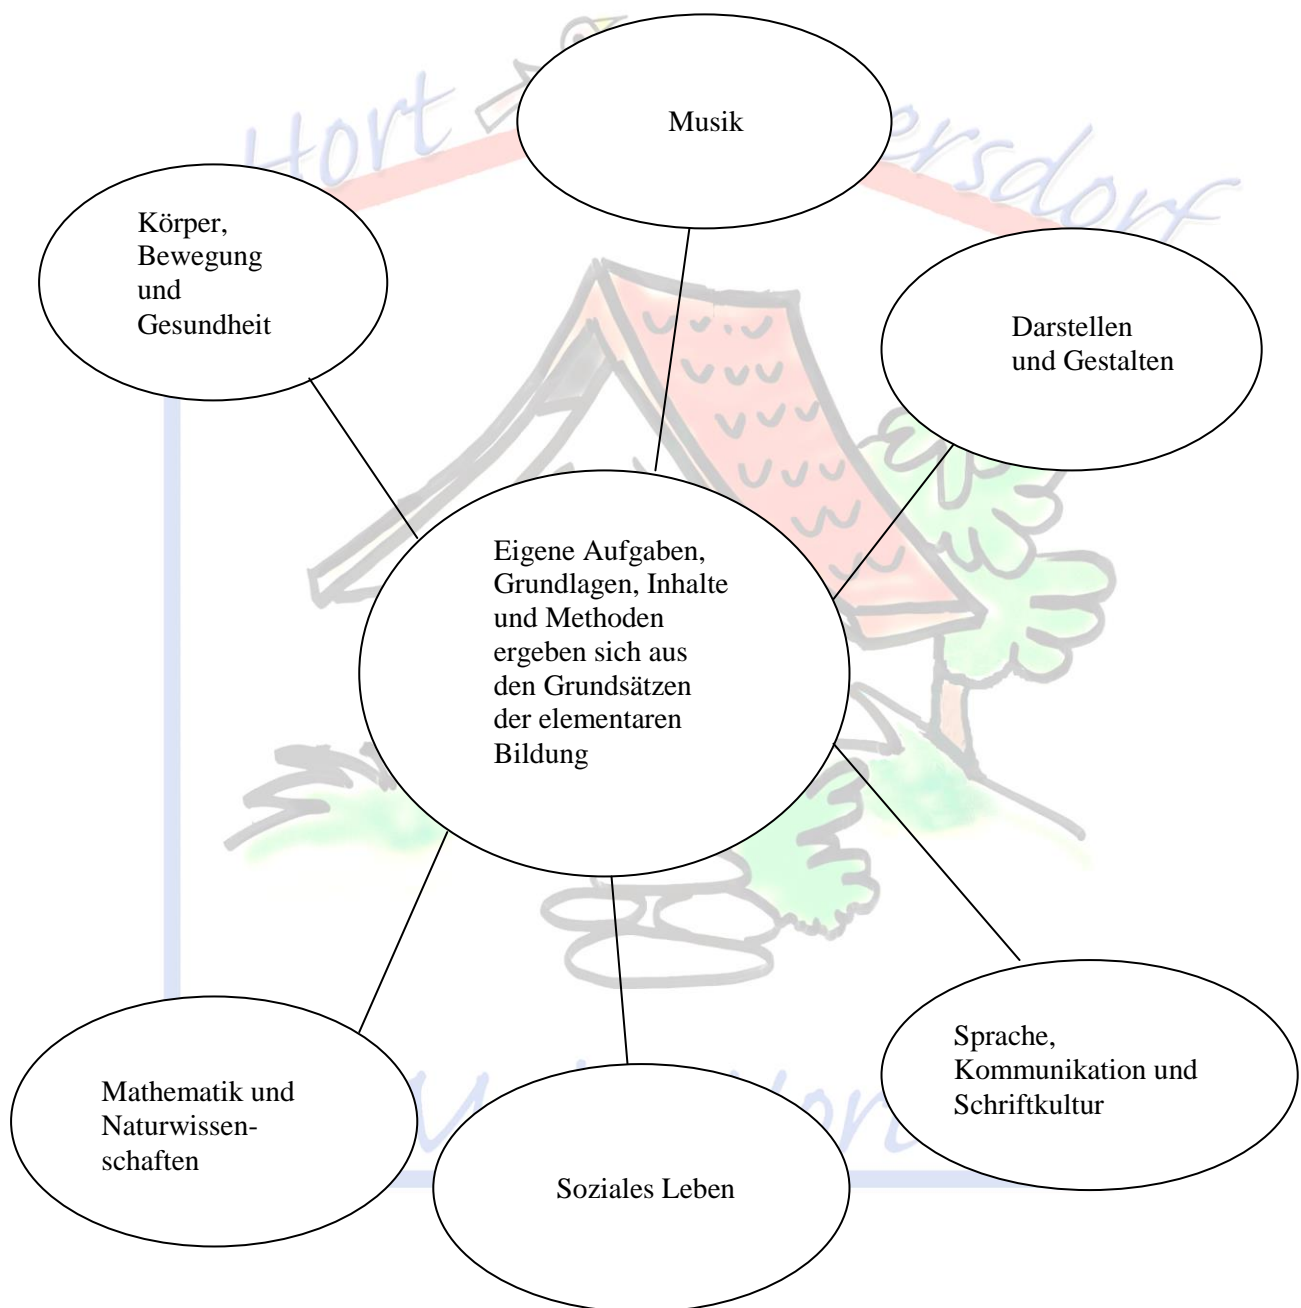 Hort
Musik
Körper,
Bewegung
und
Gesundheit
Darstellen
und Gestalten
Eigene Aufgaben,
Grundlagen, Inhalte
und Methoden
ergeben sich aus
den Grundsätzen
der elementaren
Bildung
Sprache,
Kommunikation und
Schriftkultur
Mathematik und
Naturwissen-
schaften
Soziales Leben